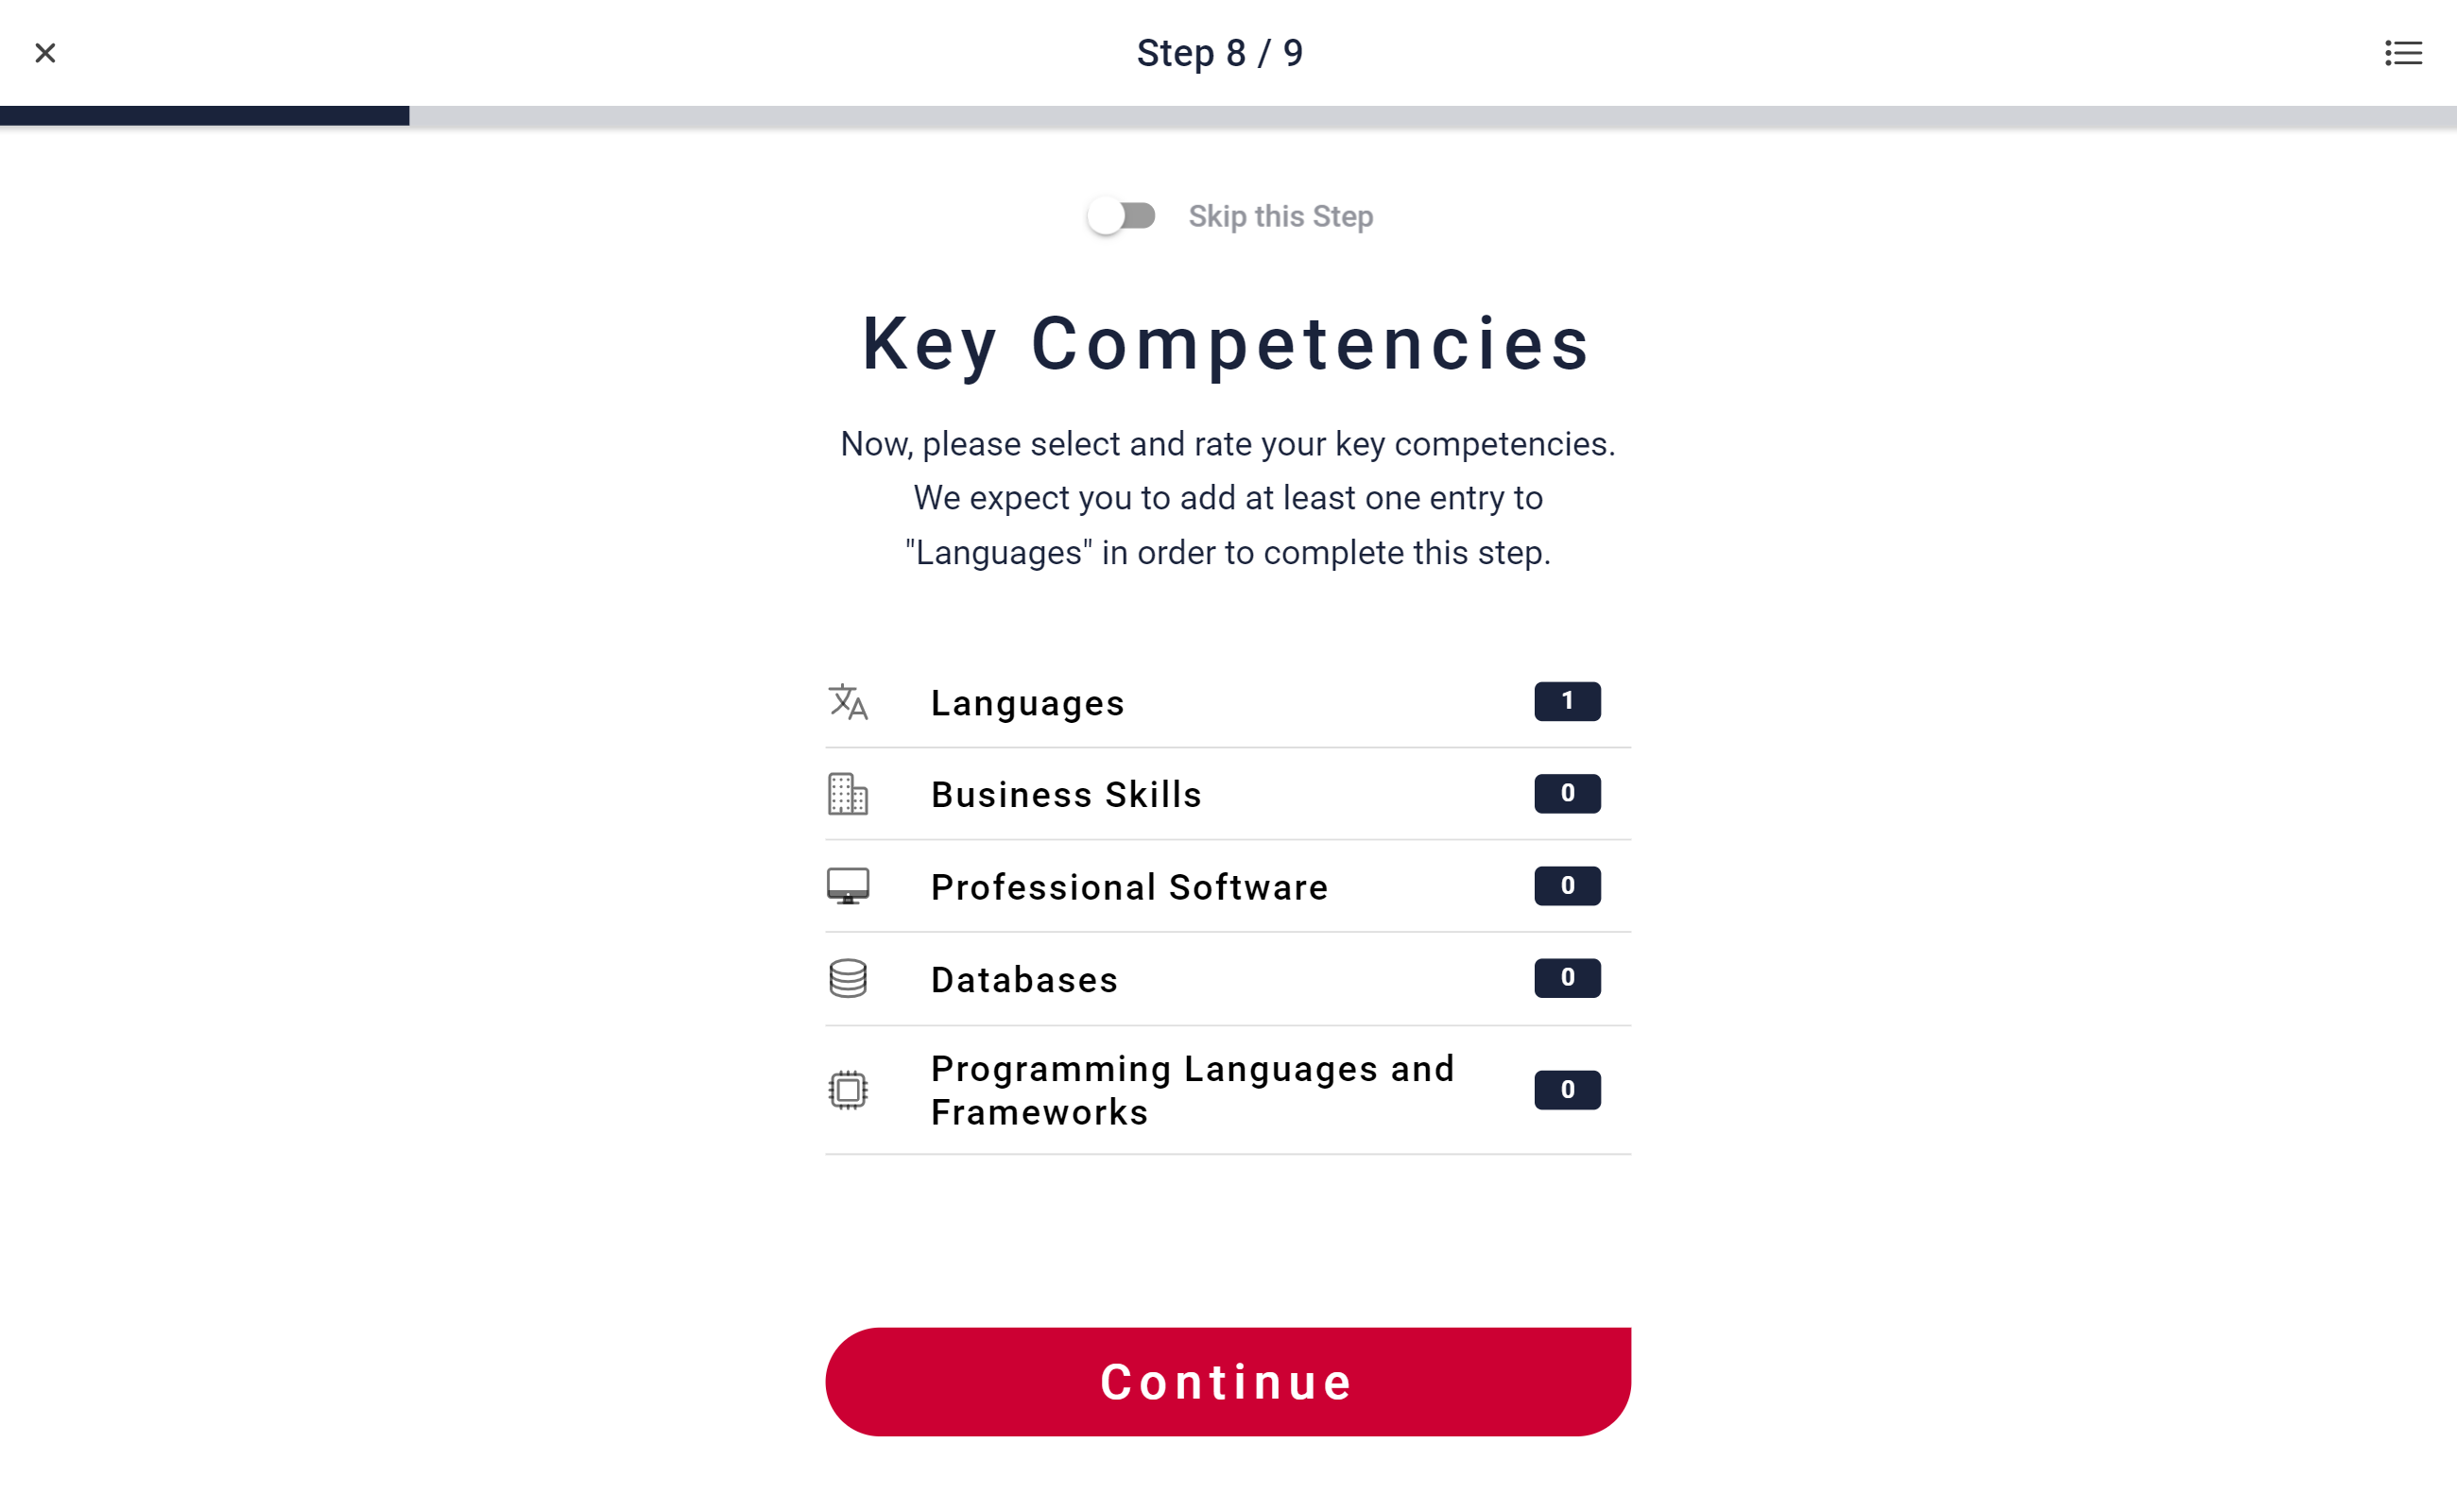 Step 8 / 9
Skip this Step
Key Competencies
Now, please select and rate your key competencies.
We expect you to add at least one entry to
"Languages" in order to complete this step.
Languages 1
Business Skills 0
Professional Software 0
Databases 0
Programming Languages and
Frameworks 0
Continue